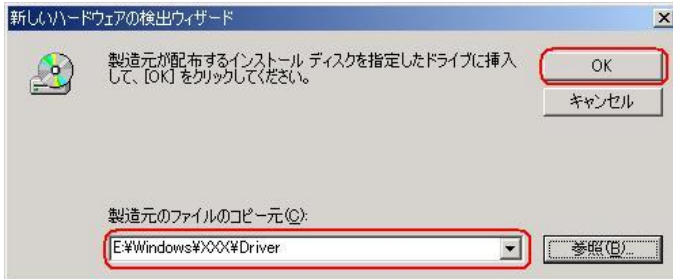 新しいハードウェアの検出ウィザード
製造元が配布するインストール ディスクを指定したドライブに挿入
して、[OK] をクリックしてください。
OK
キャンセル
製造元のファイルのコピー元(C):
E:¥Windows¥XXX¥Driver
参照(B)...